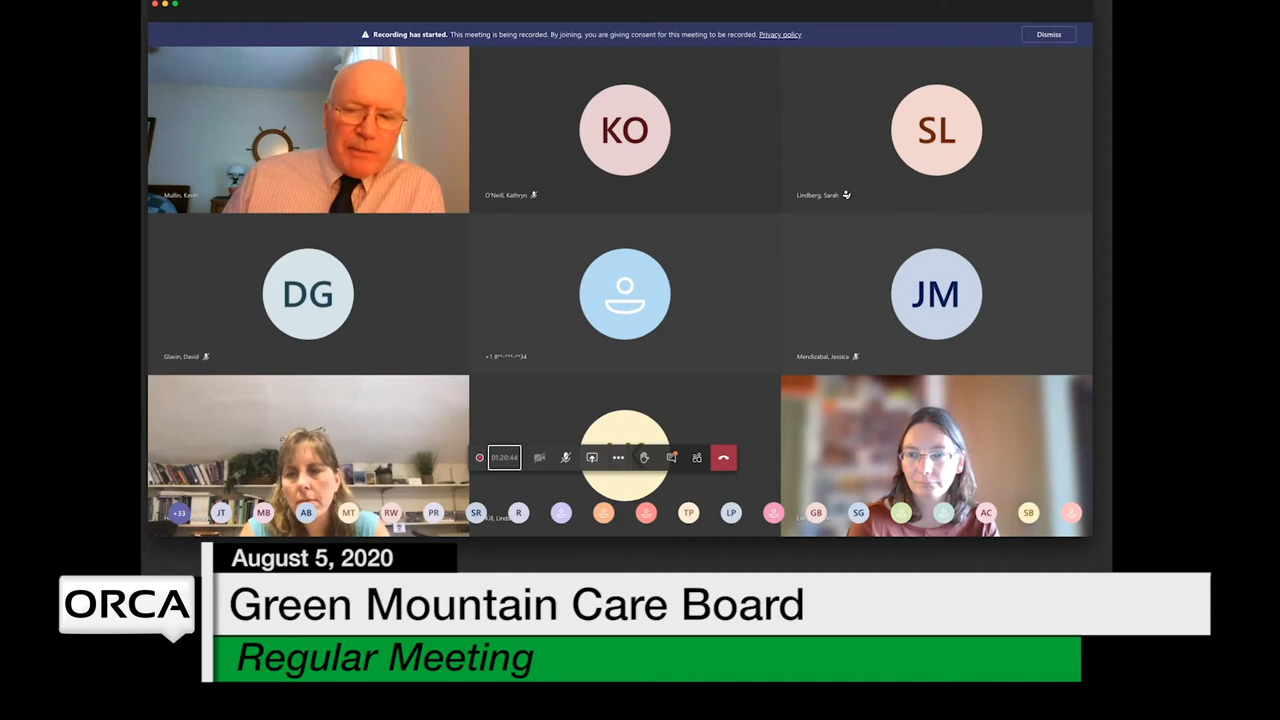 Recording has started. This meeting is being recorded. By joining, you are giving consent for this meeting to be recorded. Privacy policy
Dismiss
KO
SL
Mullin, Kevin
O'Neill, Kathryn
Lindberg, Sarah
DG
JM
Glavin, David
+1 8**-***-**34
Mendizabal, Jessica
01:20:44
+33
JT
MB
AB
MT
RW
PR
SR
R
TP
LP
GB
SG
AC
SB
August 5, 2020
ORCA
Green Mountain Care Board
Regular Meeting